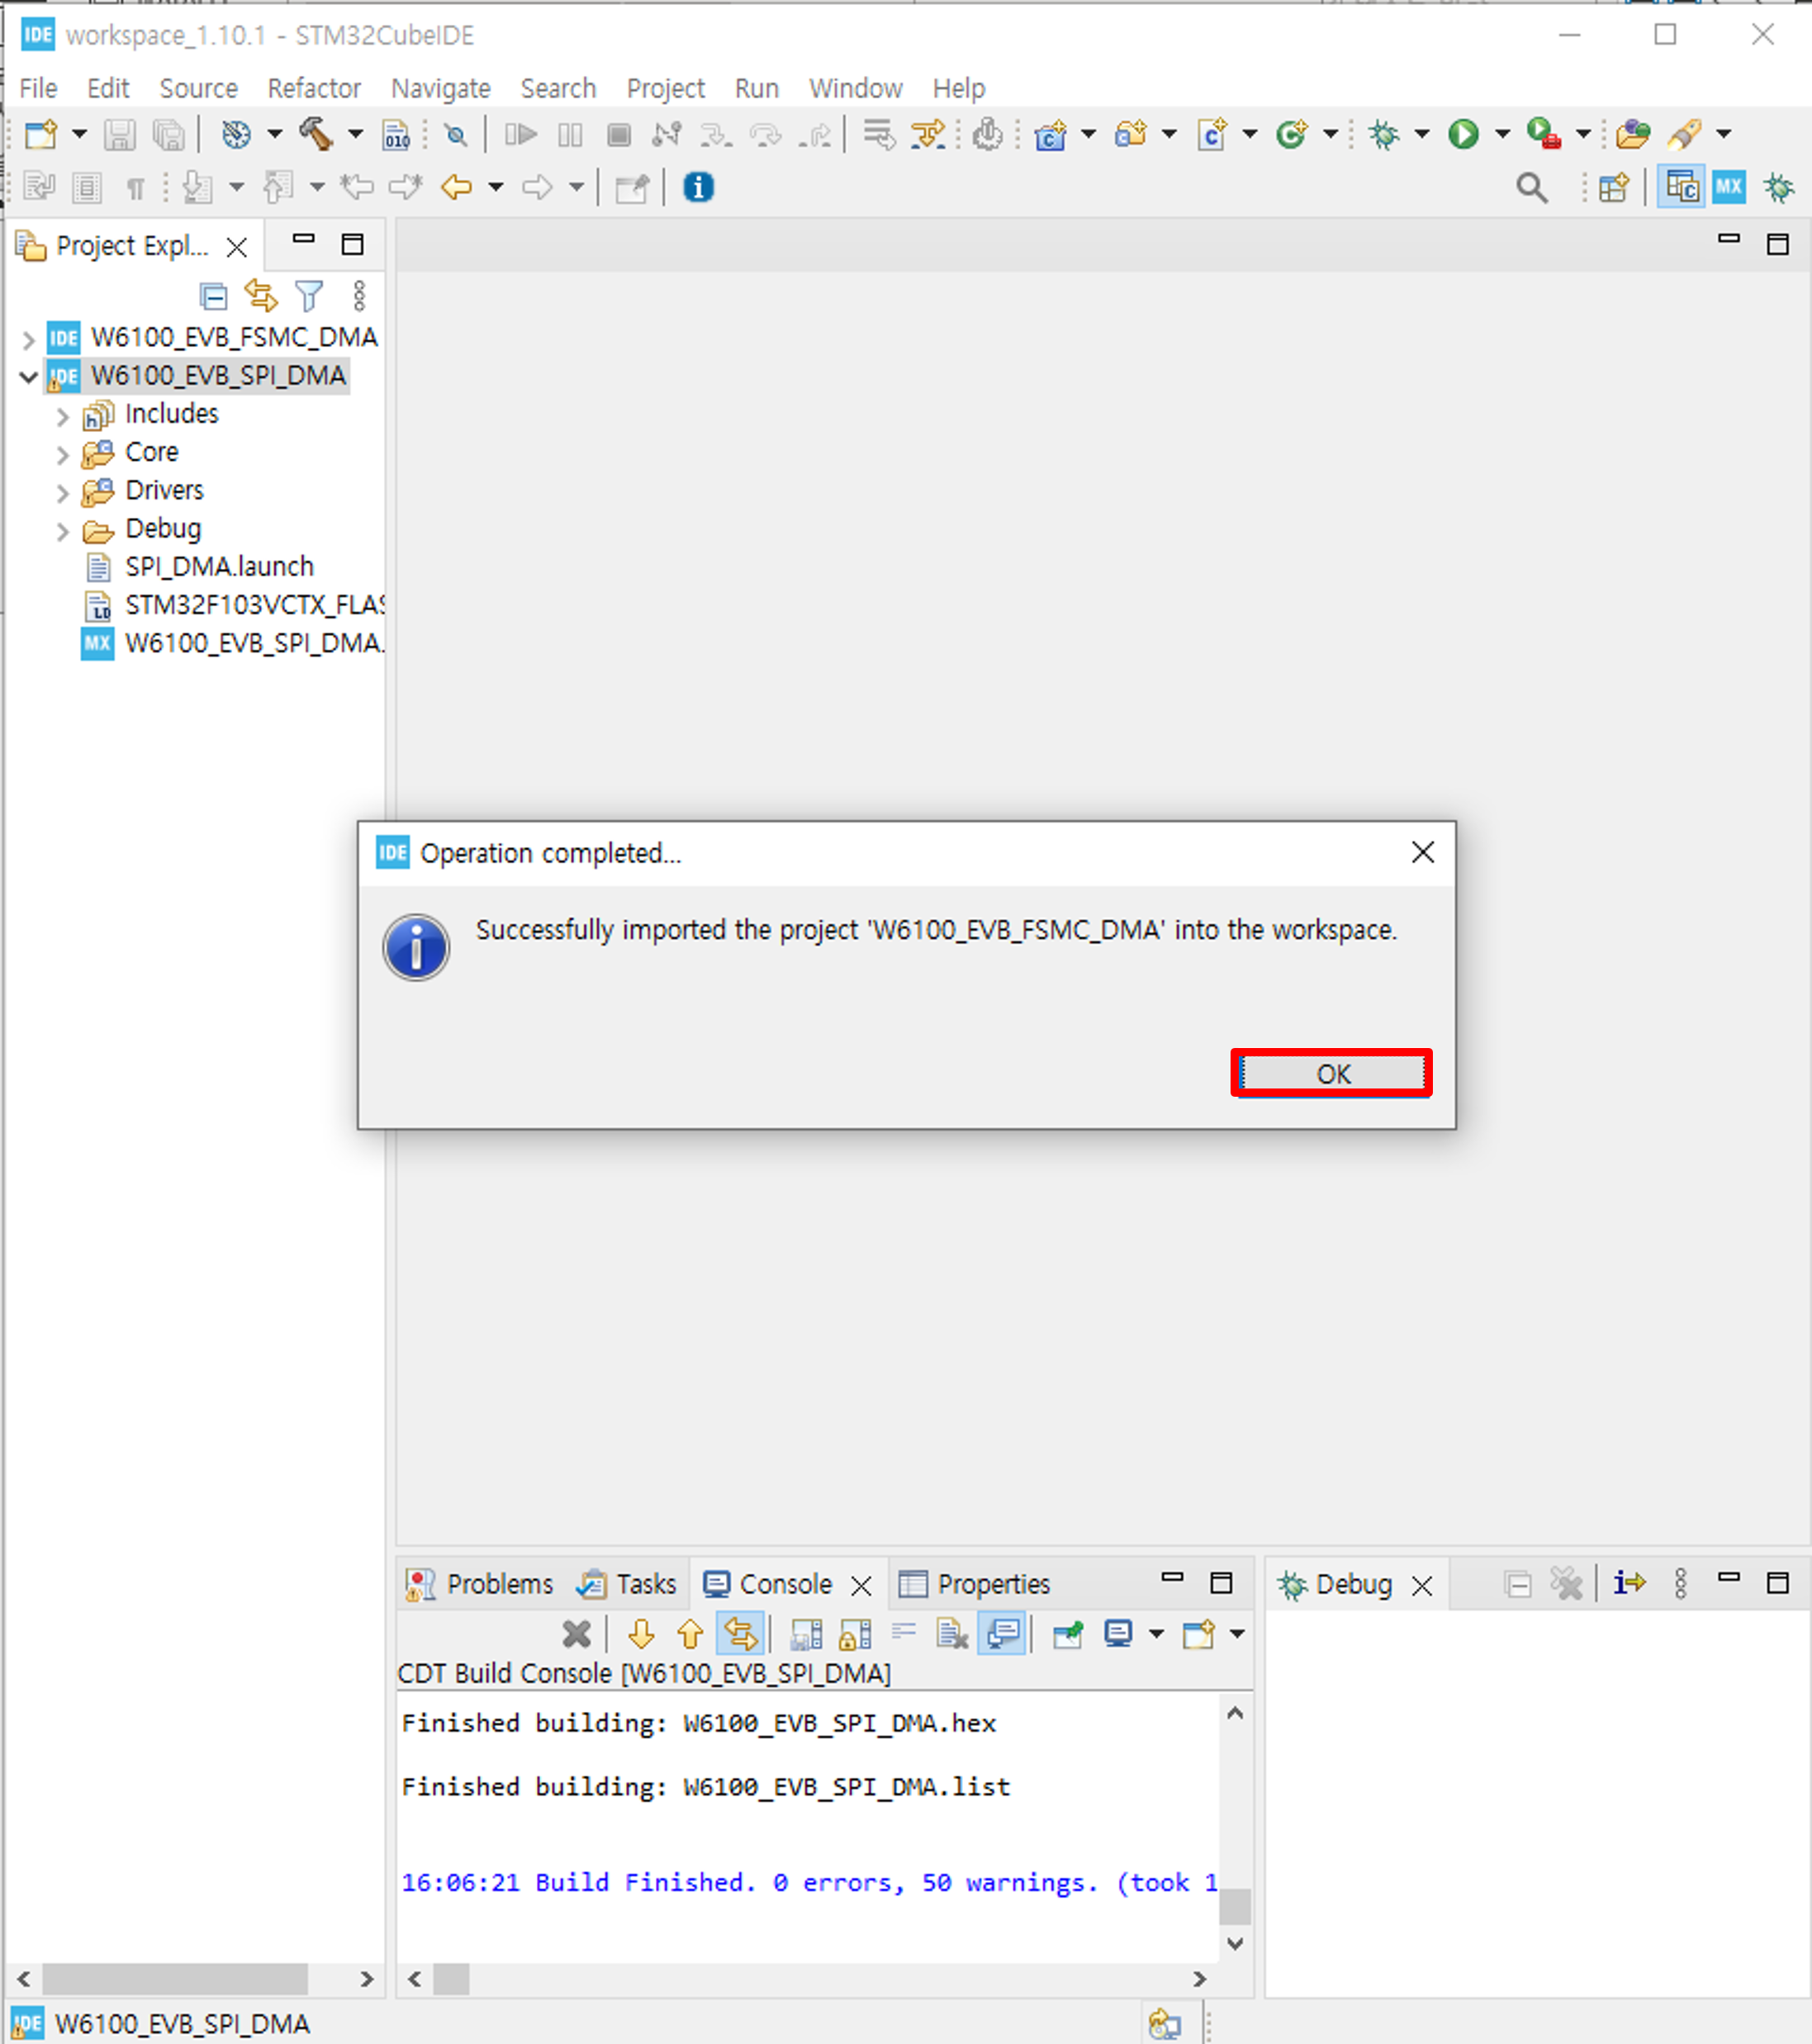 IDE workspace_1.10.1 - STM32CubeIDE
File Edit Source Refactor Navigate Search Project Run Window Help
010
MX
Project Expl...
IDE W6100_EVB_FSMC_DMA
IDE W6100_EVB_SPI_DMA
Includes
Core
Drivers
Debug
SPI_DMA.launch
STM32F103VCTX_FLAS
MX W6100_EVB_SPI_DMA.
IDE Operation completed...
Successfully imported the project 'W6100_EVB_FSMC_DMA' into the workspace.
OK
Problems Tasks Console Properties
Debug
CDT Build Console [W6100_EVB_SPI_DMA]
Finished building: W6100_EVB_SPI_DMA.hex
Finished building: W6100_EVB_SPI_DMA.list
16:06:21 Build Finished. 0 errors, 50 warnings. (took 1
IDE W6100_EVB_SPI_DMA